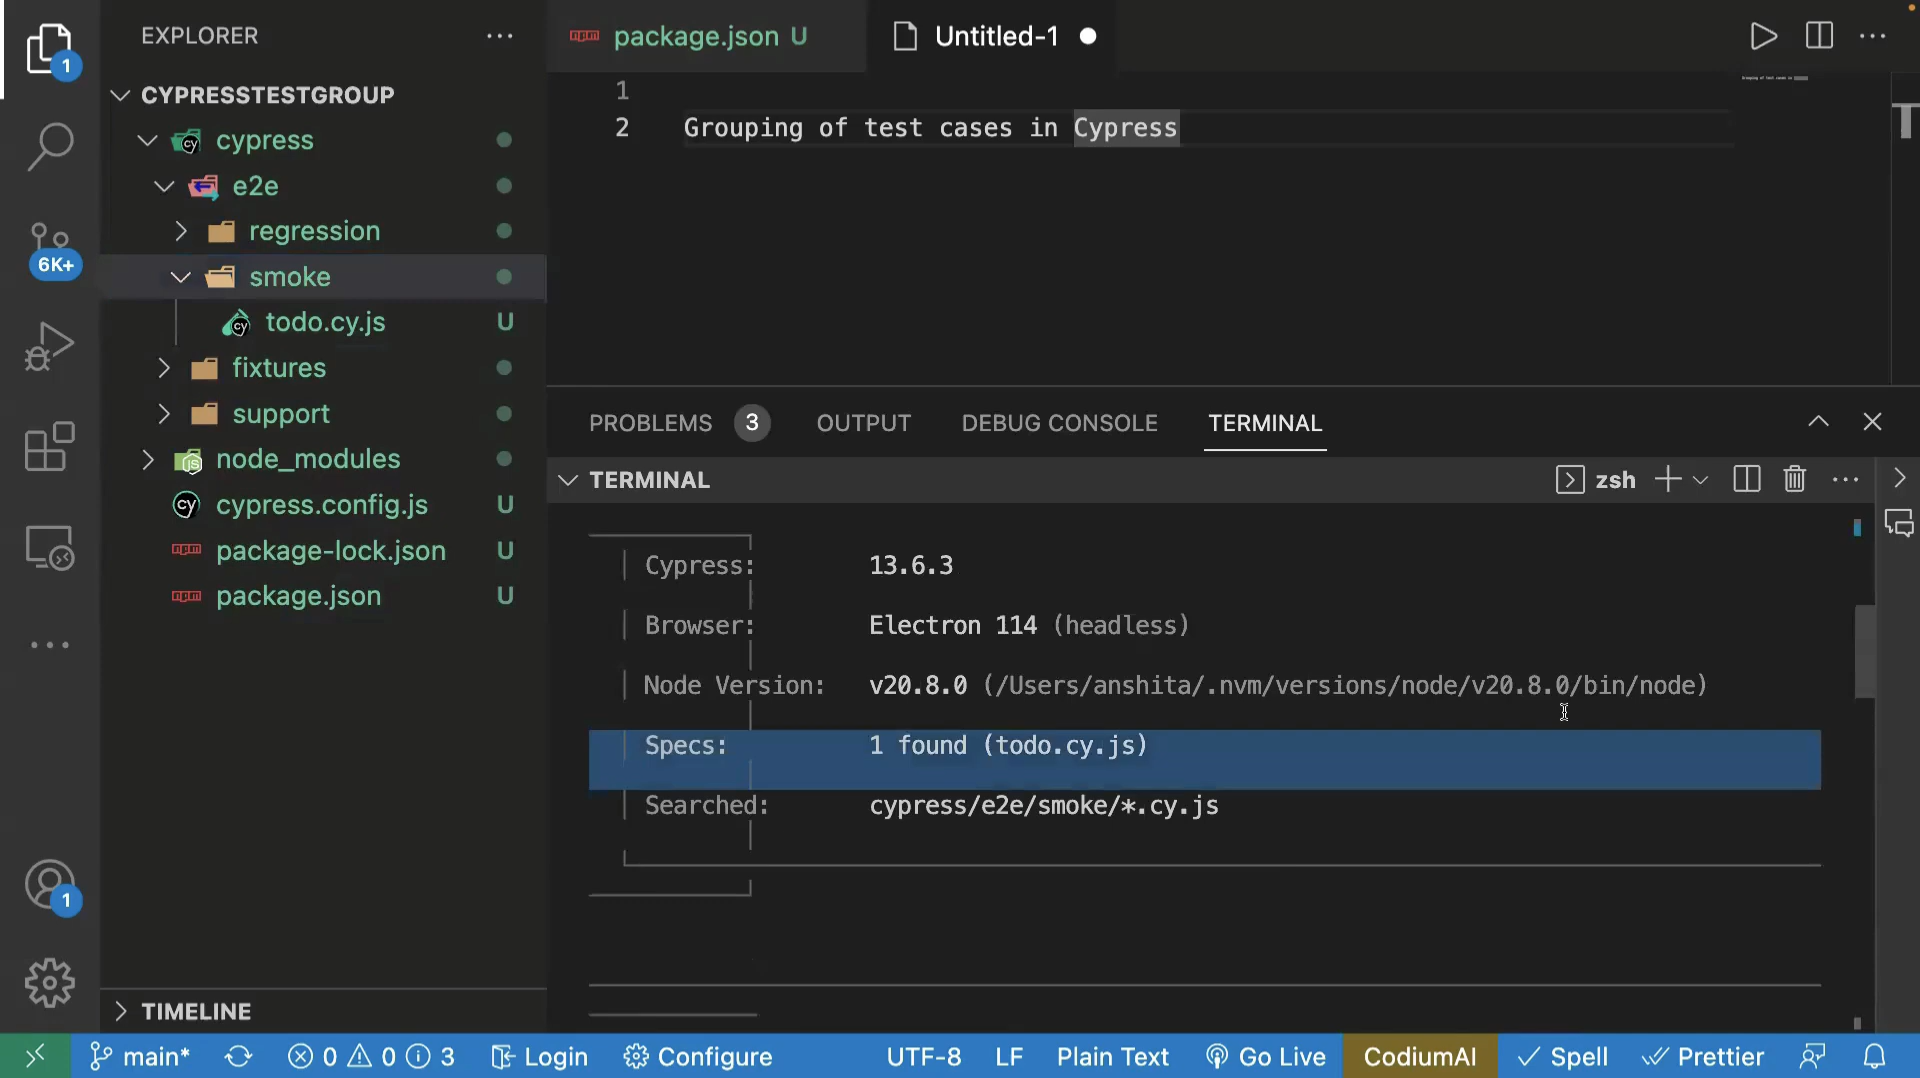 EXPLORER
CYPRESSTESTGROUP
cypress
e2e
regression
smoke
todo.cy.js U
fixtures
support
node_modules
cypress.config.js U
package-lock.json U
package.json U
TIMELINE
1
6K+
1
package.json U
Untitled-1
1
2 Grouping of test cases in Cypress
PROBLEMS 3 OUTPUT DEBUG CONSOLE TERMINAL
TERMINAL
zsh
Cypress: 13.6.3
Browser: Electron 114 (headless)
Node Version: v20.8.0 (/Users/anshita/.nvm/versions/node/v20.8.0/bin/node)
Specs: 1 found (todo.cy.js)
Searched: cypress/e2e/smoke/*.cy.js
main* 0 0 3 Login Configure UTF-8 LF Plain Text Go Live CodiumAI Spell Prettier